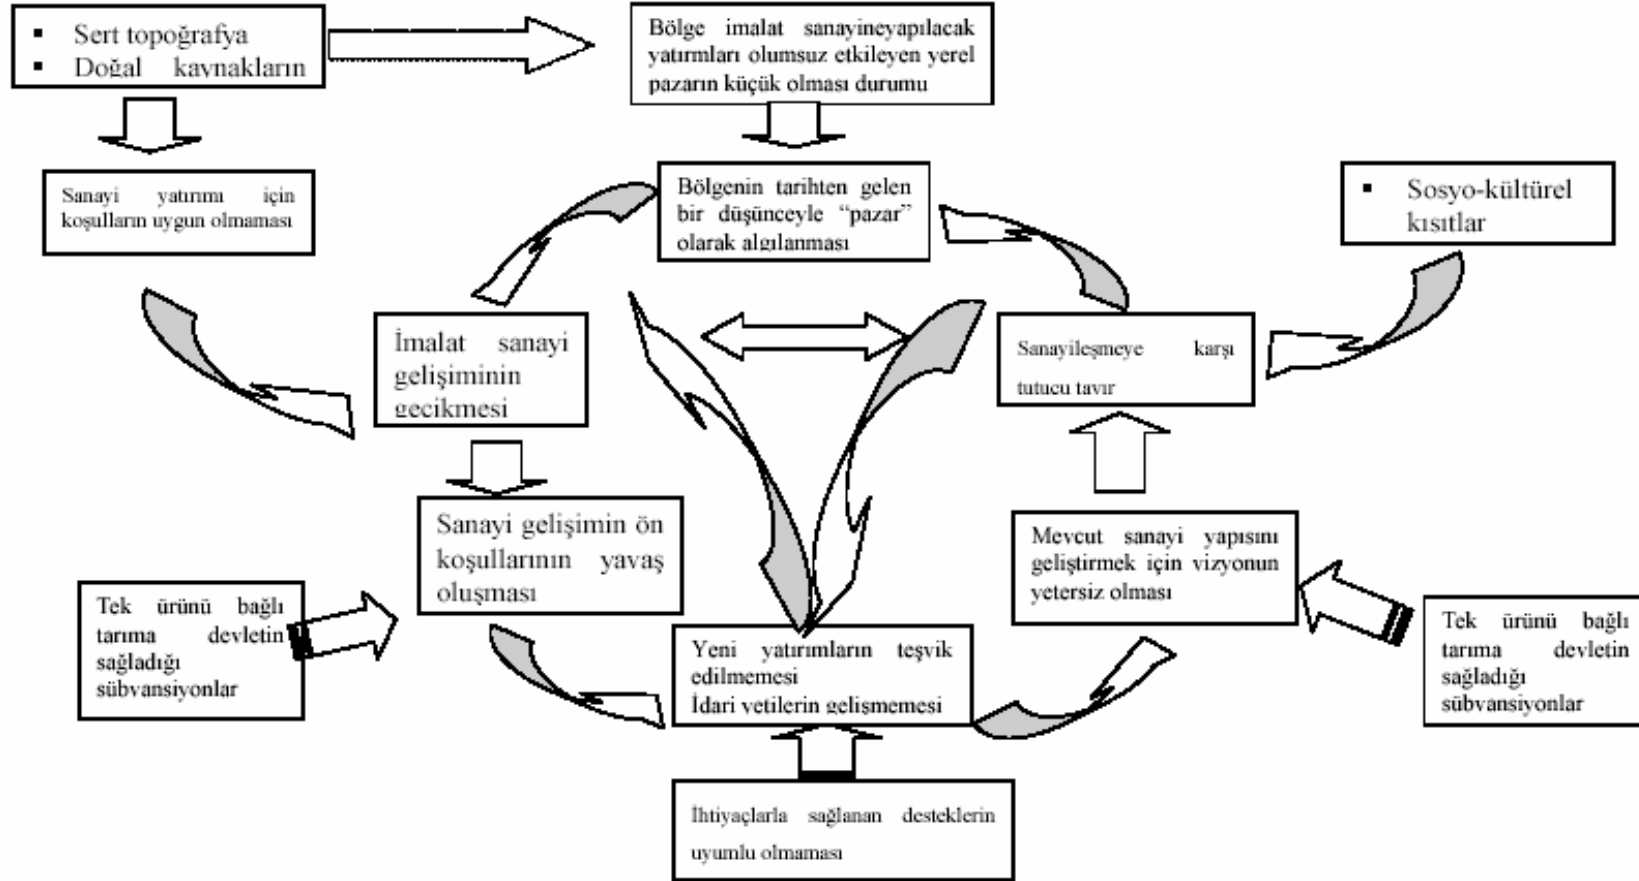 ▪ Sert topoğrafya
▪ Doğal kaynakların
Bölge imalat sanayineyapılacak
yatırmları olumsuz etkileyen yerel
pazarın küçük olması durumu
Sanayi yatırımı için
koşulların uygun olmaması
Bölgenin tarihten gelen
bir düşünceyle “pazar”
olarak algılanması
▪ Sosyo-kültürel
kısıtlar
İmalat sanayi
gelişiminin
gecikmesi
Sanayileşmeye karşı
tutucu tavır
Sanayi gelişimin ön
koşullarının yavaş
oluşması
Mevcut sanayi yapısını
geliştirmek için vizyonun
yetersiz olması
Tek ürünü bağlı
tarıma devletin
sağladığı
sübvansiyonlar
Yeni yatırımların teşvik
edilmemesi
İdari yetilerin gelişmemesi
Tek ürünü bağlı
tarıma devletin
sağladığı
sübvansiyonlar
İhtiyaçlarla sağlanan desteklerin
uyumlu olmaması